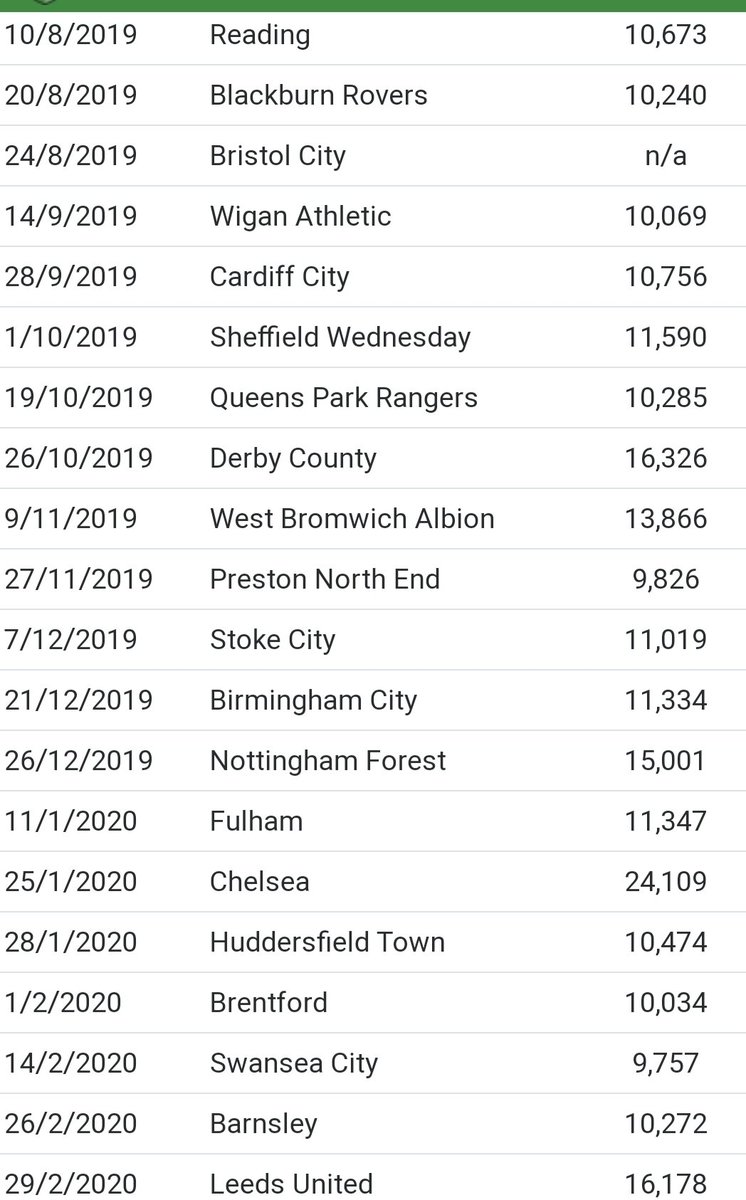 10/8/2019 Reading 10,673
20/8/2019 Blackburn Rovers 10,240
24/8/2019 Bristol City n/a
14/9/2019 Wigan Athletic 10,069
28/9/2019 Cardiff City 10,756
1/10/2019 Sheffield Wednesday 11,590
19/10/2019 Queens Park Rangers 10,285
26/10/2019 Derby County 16,326
9/11/2019 West Bromwich Albion 13,866
27/11/2019 Preston North End 9,826
7/12/2019 Stoke City 11,019
21/12/2019 Birmingham City 11,334
26/12/2019 Nottingham Forest 15,001
11/1/2020 Fulham 11,347
25/1/2020 Chelsea 24,109
28/1/2020 Huddersfield Town 10,474
1/2/2020 Brentford 10,034
14/2/2020 Swansea City 9,757
26/2/2020 Barnsley 10,272
29/2/2020 Leeds United 16,178